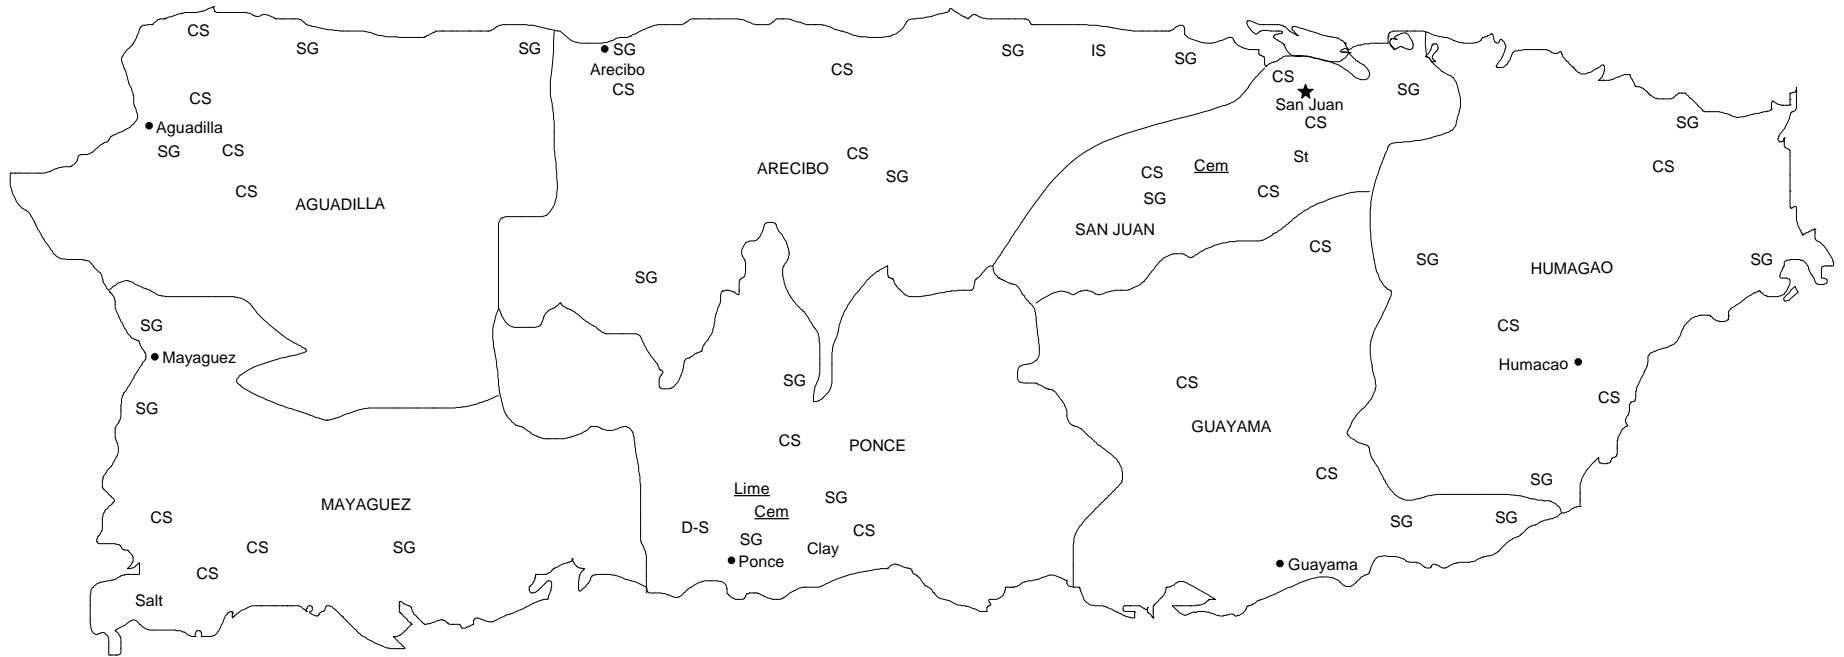 CS
SG
SG
SG
Arecibo
CS
CS
SG
IS
SG
CS
San Juan
CS
SG
CS
Aguadilla
SG
CS
CS
AGUADILLA
ARECIBO
CS
SG
SG
St
Cem
CS
SG
CS
SAN JUAN
SG
CS
CS
SG
HUMAGAO
SG
CS
Humacao
CS
SG
SG
Mayaguez
SG
MAYAGUEZ
CS
CS
CS
SG
Salt
SG
CS
PONCE
Lime
Cem
SG
D-S
SG
CS
Clay
Ponce
CS
GUAYAMA
CS
SG
SG
Guayama